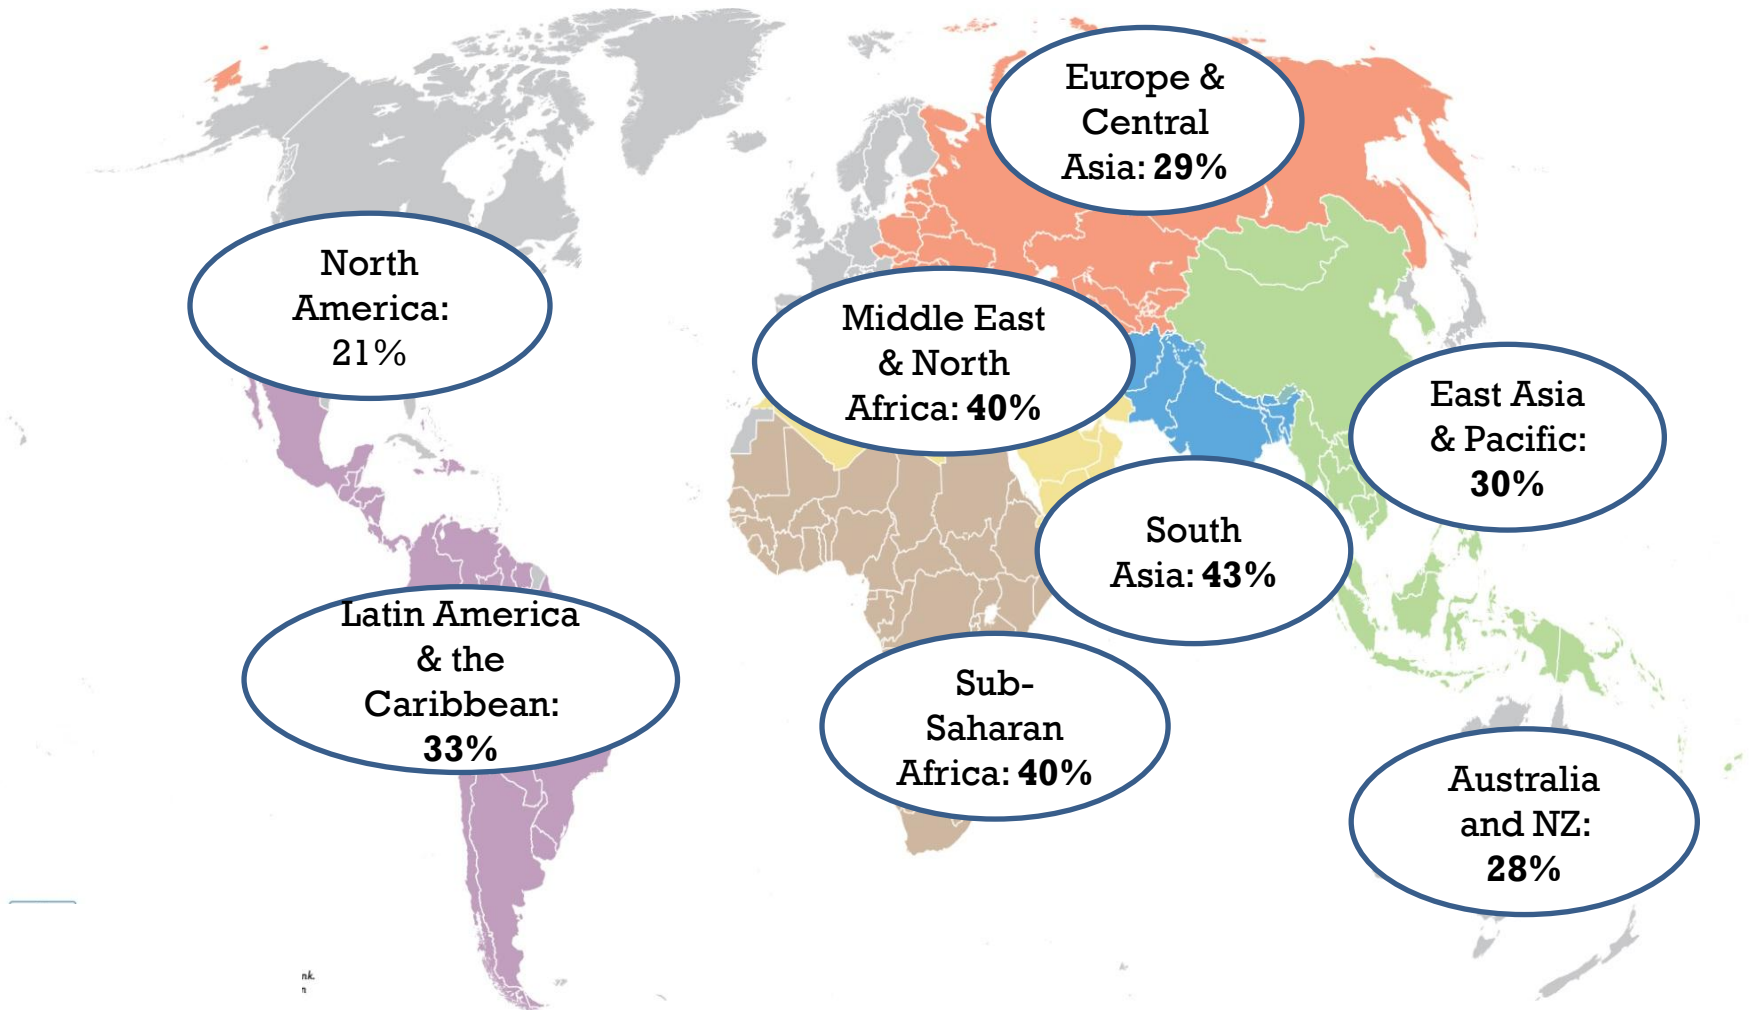 Europe &
Central
Asia: 29%
North
America:
21%
Middle East
& North
Africa: 40%
East Asia
& Pacific:
30%
South
Asia: 43%
Latin America
& the
Caribbean:
33%
Sub-
Saharan
Africa: 40%
Australia
and NZ:
28%
nk.
n